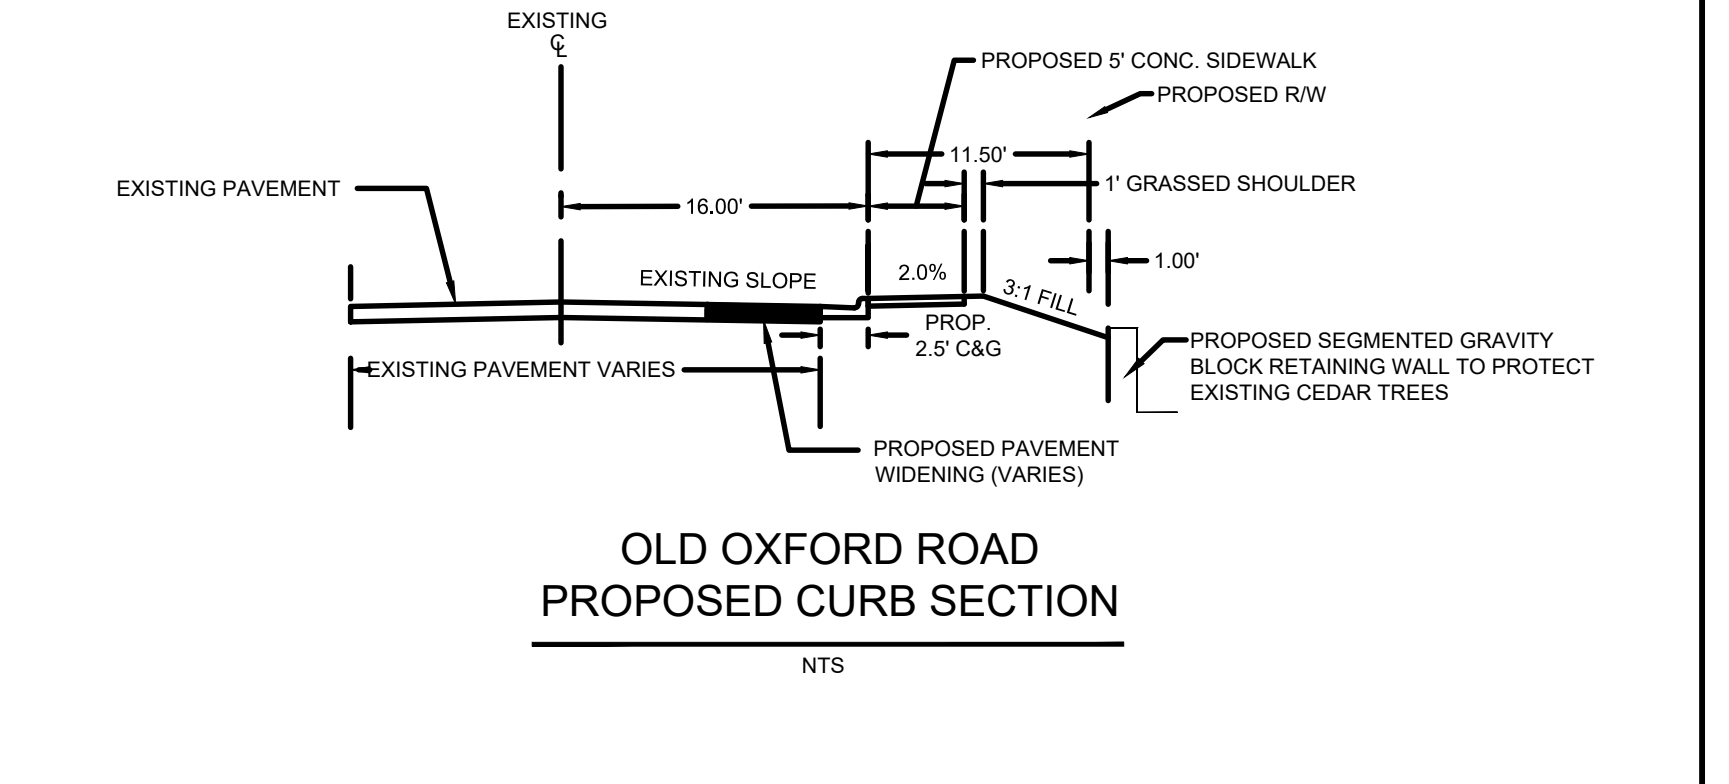 EXISTING
℄
PROPOSED 5' CONC. SIDEWALK
PROPOSED R/W
11.50'
EXISTING PAVEMENT
1' GRASSED SHOULDER
16.00'
1.00'
EXISTING SLOPE
2.0%
3:1 FILL
PROP.
2.5' C&G
PROPOSED SEGMENTED GRAVITY
BLOCK RETAINING WALL TO PROTECT
EXISTING CEDAR TREES
EXISTING PAVEMENT VARIES
PROPOSED PAVEMENT
WIDENING (VARIES)
OLD OXFORD ROAD
PROPOSED CURB SECTION
NTS